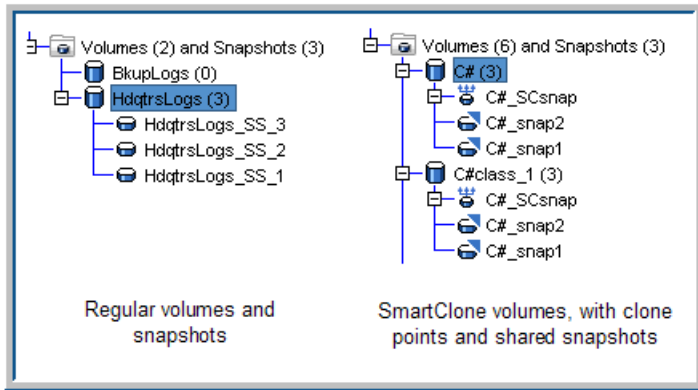 Volumes (2) and Snapshots (3)
BkupLogs (0)
HdqtrsLogs (3)
HdqtrsLogs_SS_3
HdqtrsLogs_SS_2
HdqtrsLogs_SS_1
Regular volumes and
snapshots
Volumes (6) and Snapshots (3)
C# (3)
C#_SCsnap
C#_snap2
C#_snap1
C#class_1 (3)
C#_SCsnap
C#_snap2
C#_snap1
SmartClone volumes, with clone
points and shared snapshots